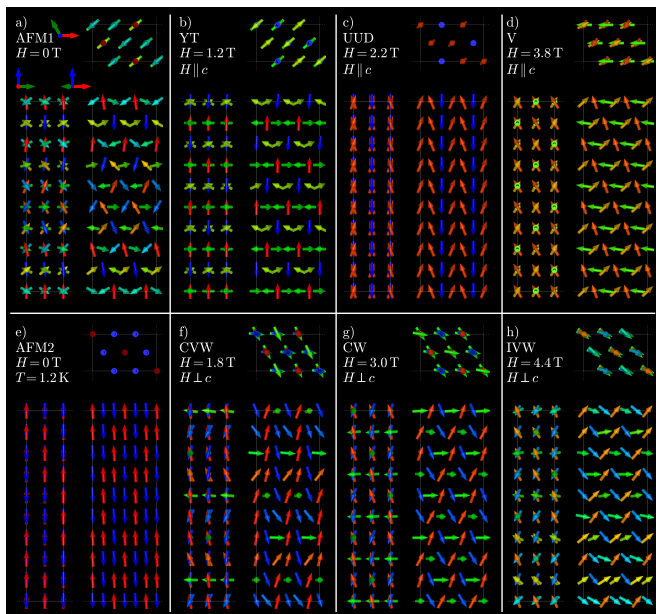 a)
AFM1
H = 0 T
b)
YT
H = 1.2 T
H ∥ c
c)
UUD
H = 2.2 T
H ∥ c
d)
V
H = 3.8 T
H ∥ c
e)
AFM2
H = 0 T
T = 1.2 K
f)
CVW
H = 1.8 T
H ⊥ c
g)
CW
H = 3.0 T
H ⊥ c
h)
IVW
H = 4.4 T
H ⊥ c